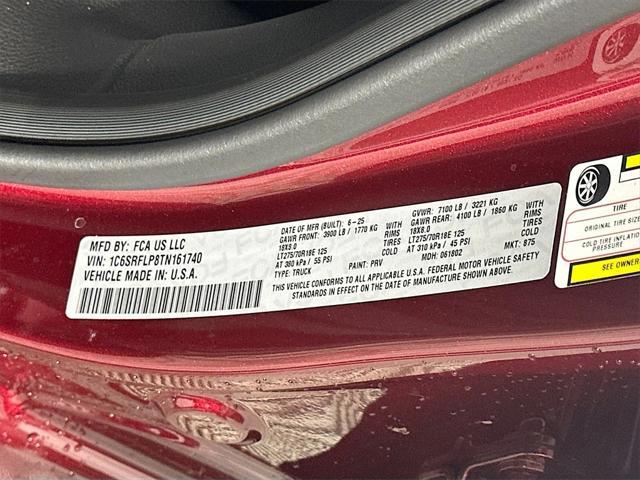 MFD BY: FCA US LLC
VIN: 1C6SRFLP8TN161740
VEHICLE MADE IN U.S.A.
DATE OF MFR (BUILT): 6-25
GAWR FRONT: 3900 LB / 1770 KG WITH
18X8.0 RIMS
LT275/70R18E 125
AT 380 kPa / 55 PSI COLD
TYPE: TRUCK PAINT: PRV
GVWR: 7100 LB / 3221 KG
GAWR REAR: 4100 LB / 1860 KG WITH
18X8.0 RIMS
LT275/70R18E 125
AT 310 kPa / 45 PSI COLD
MDH: 061802 MKT: 875
THIS VEHICLE CONFORMS TO ALL APPLICABLE U.S.A. FEDERAL MOTOR VEHICLE SAFETY
STANDARDS IN EFFECT ON THE DATE OF MANUFACTURE SHOWN ABOVE
TIRE
ORIGINAL TIRE SIZE
COLD TIRE INFLATION
PRESSURE
SEE OWNER